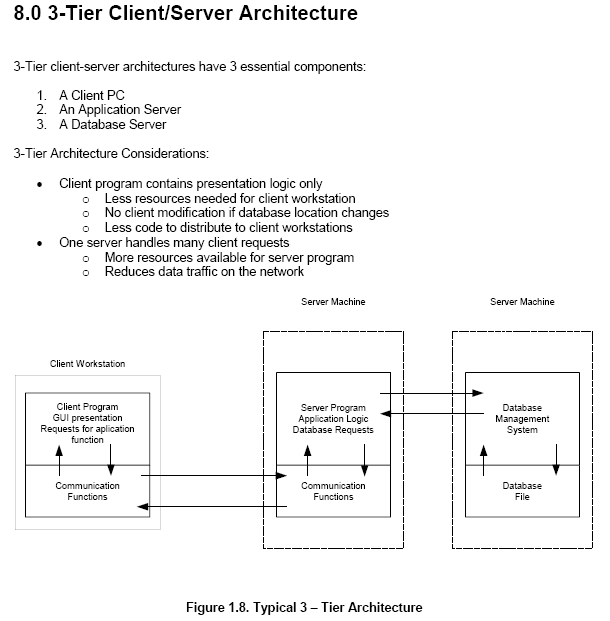 8.0 3-Tier Client/Server Architecture
3-Tier client-server architectures have 3 essential components:
1. A Client PC
2. An Application Server
3. A Database Server
3-Tier Architecture Considerations:
• Client program contains presentation logic only
o Less resources needed for client workstation
o No client modification if database location changes
o Less code to distribute to client workstations
• One server handles many client requests
o More resources available for server program
o Reduces data traffic on the network
Server Machine
Server Machine
Client Workstation
Client Program
GUI presentation
Requests for aplication
function
Communication
Functions
Server Program
Application Logic
Database Requests
Communication
Functions
Database
Management
System
Database
File
Figure 1.8. Typical 3 – Tier Architecture